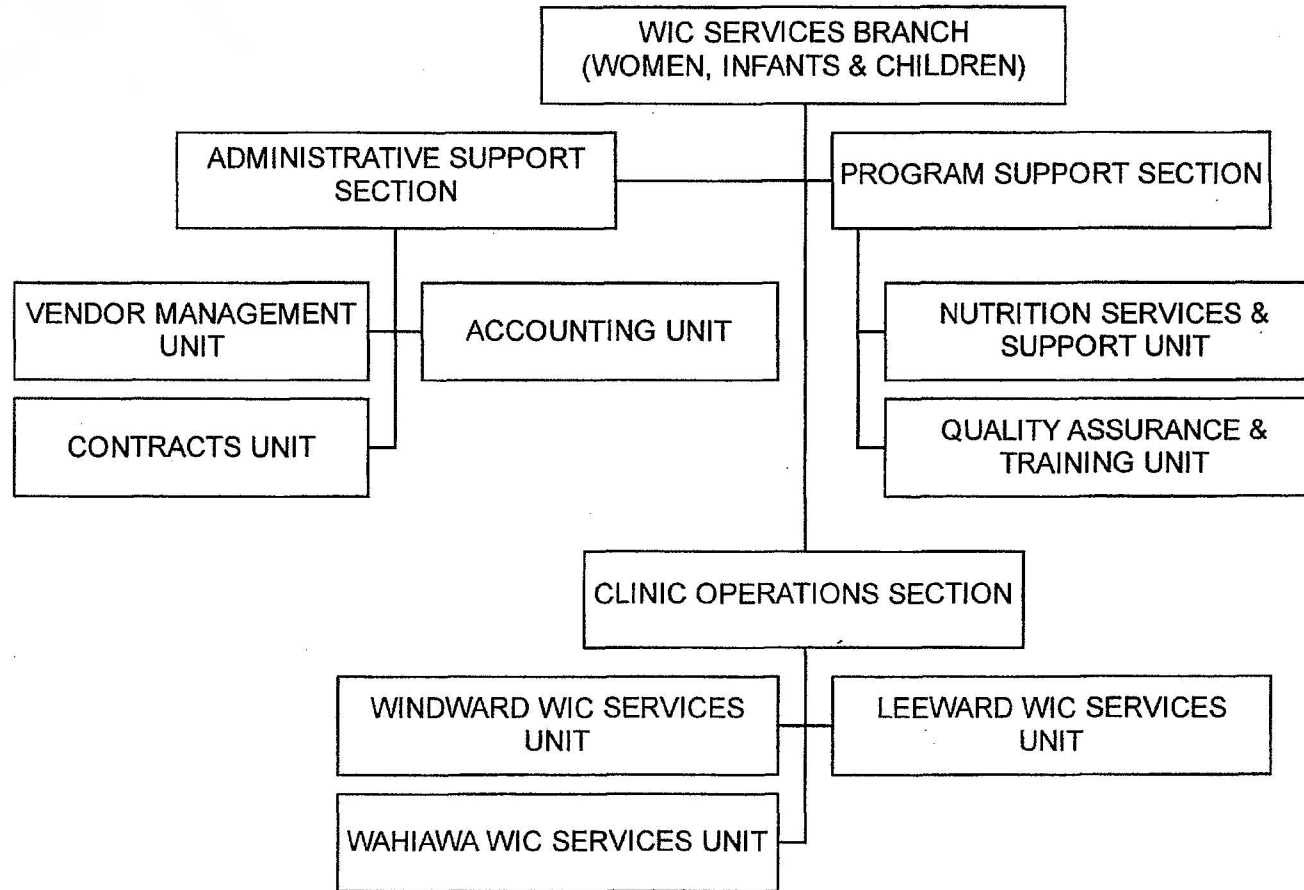 WIC SERVICES BRANCH
(WOMEN, INFANTS & CHILDREN)
ADMINISTRATIVE SUPPORT
SECTION
PROGRAM SUPPORT SECTION
VENDOR MANAGEMENT
UNIT
ACCOUNTING UNIT
NUTRITION SERVICES &
SUPPORT UNIT
CONTRACTS UNIT
QUALITY ASSURANCE &
TRAINING UNIT
CLINIC OPERATIONS SECTION
WINDWARD WIC SERVICES
UNIT
LEEWARD WIC SERVICES
UNIT
WAHIAWA WIC SERVICES UNIT